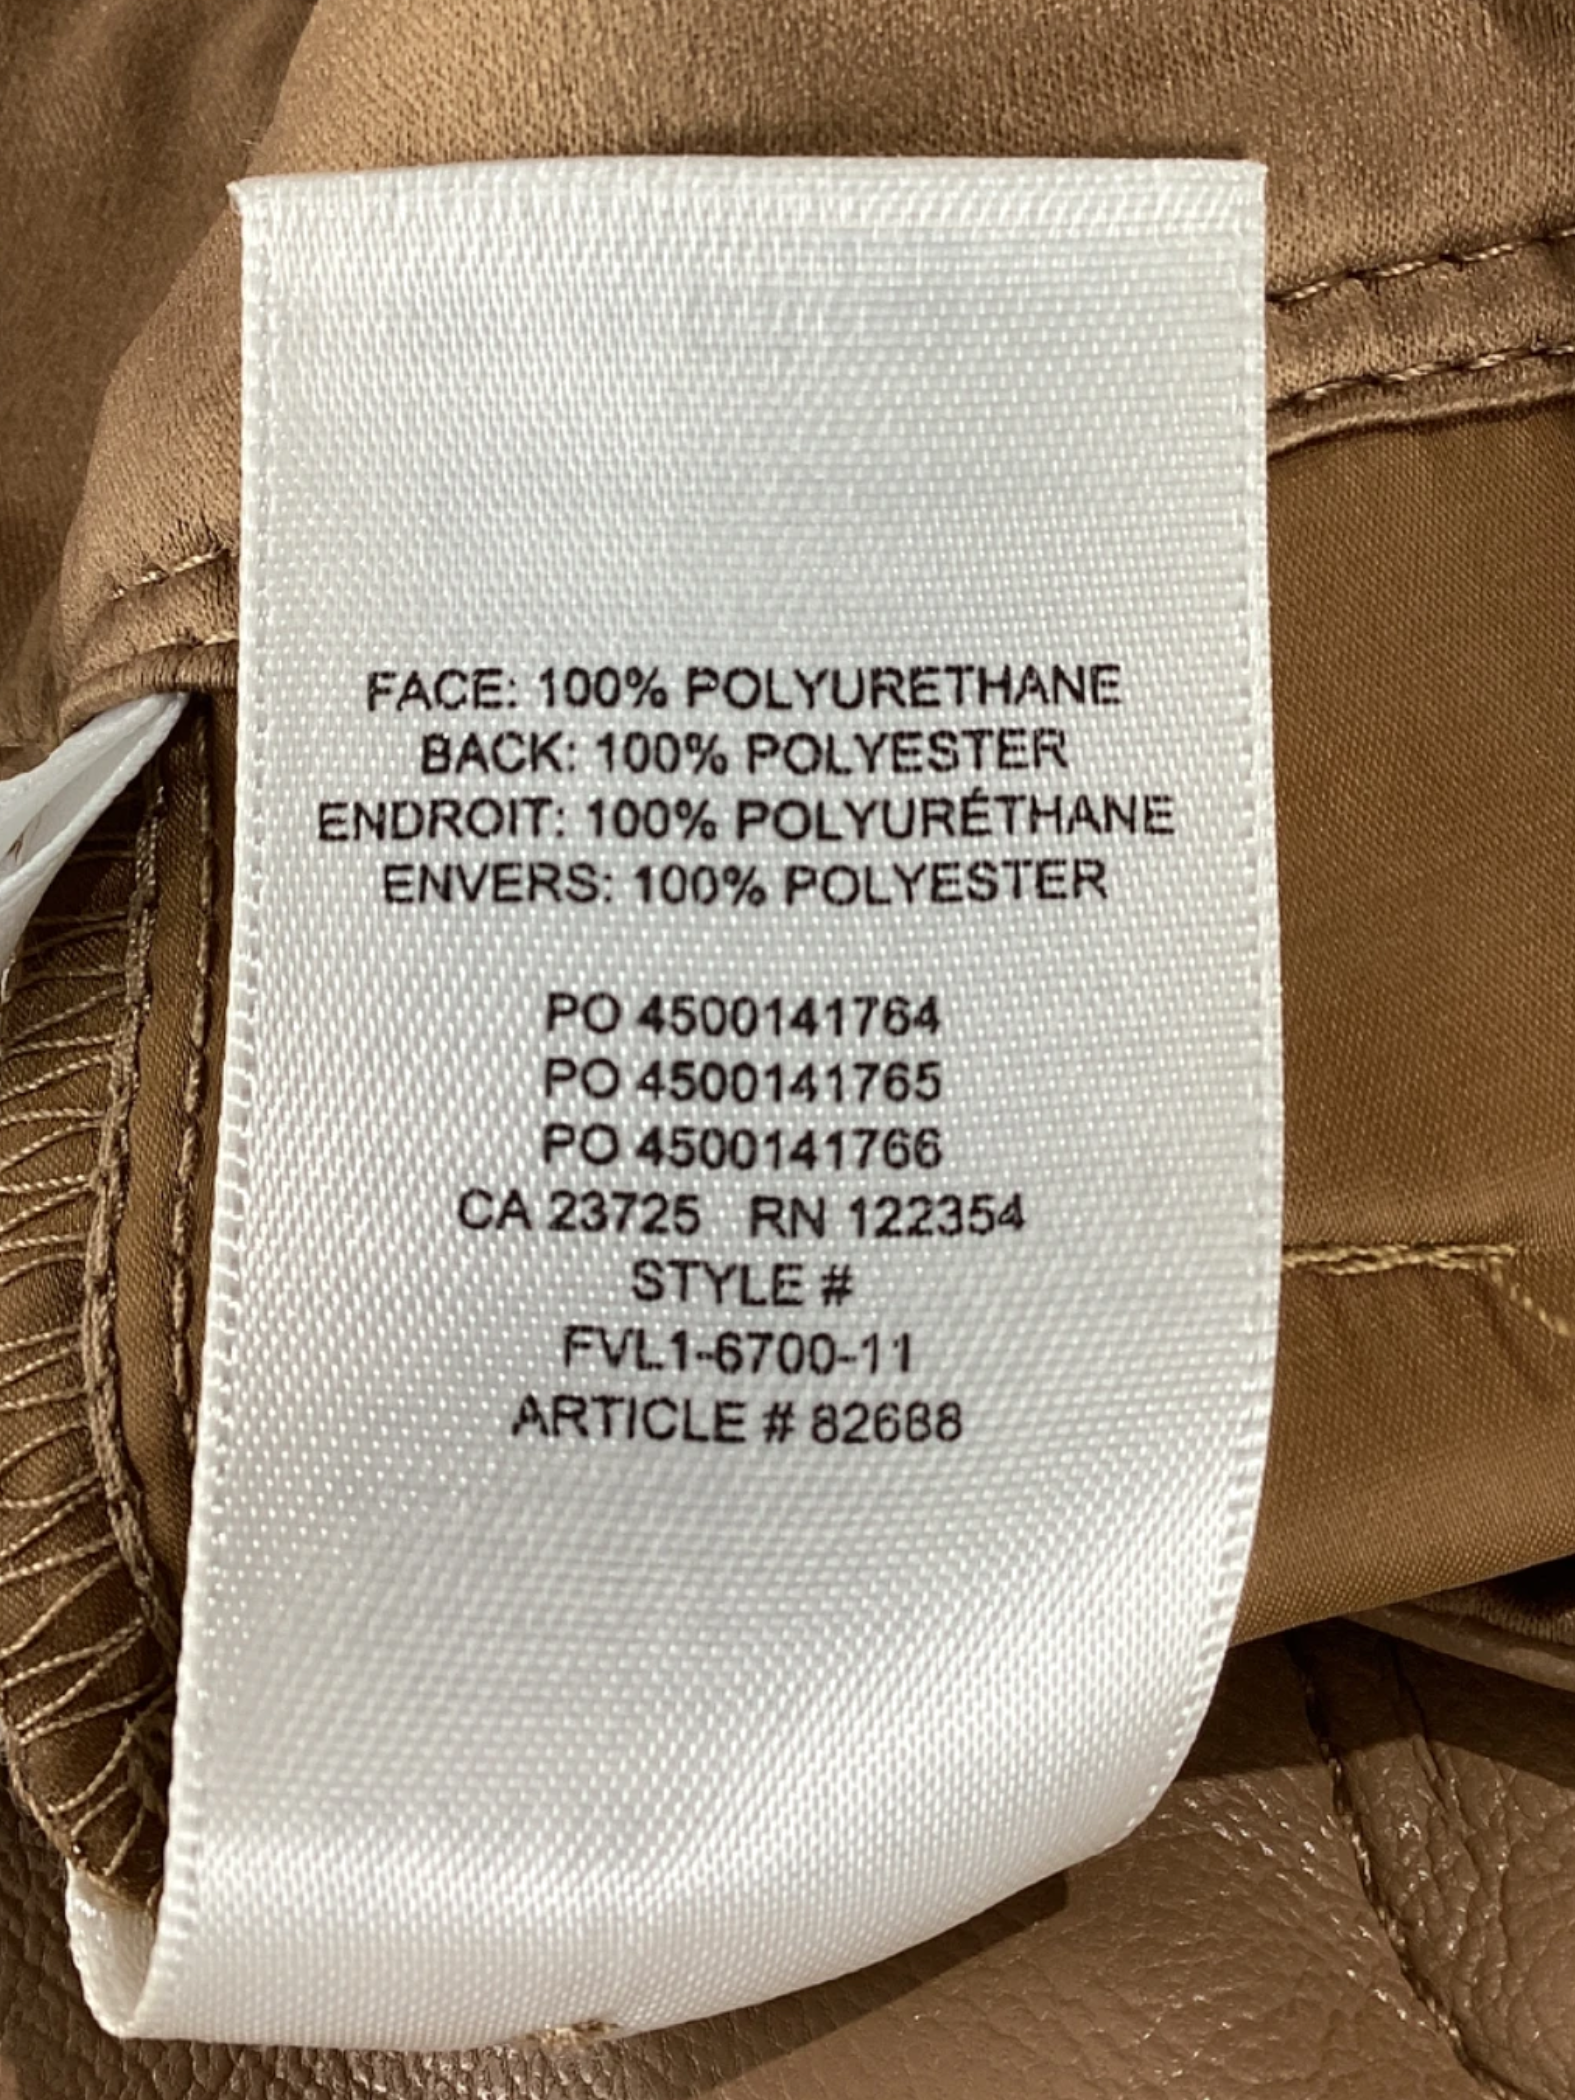 FACE: 100% POLYURETHANE
BACK: 100% POLYESTER
ENDROIT: 100% POLYURÉTHANE
ENVERS: 100% POLYESTER
PO 4500141764
PO 4500141765
PO 4500141766
CA 23725 RN 122354
STYLE #
FVL1-6700-11
ARTICLE # 82688